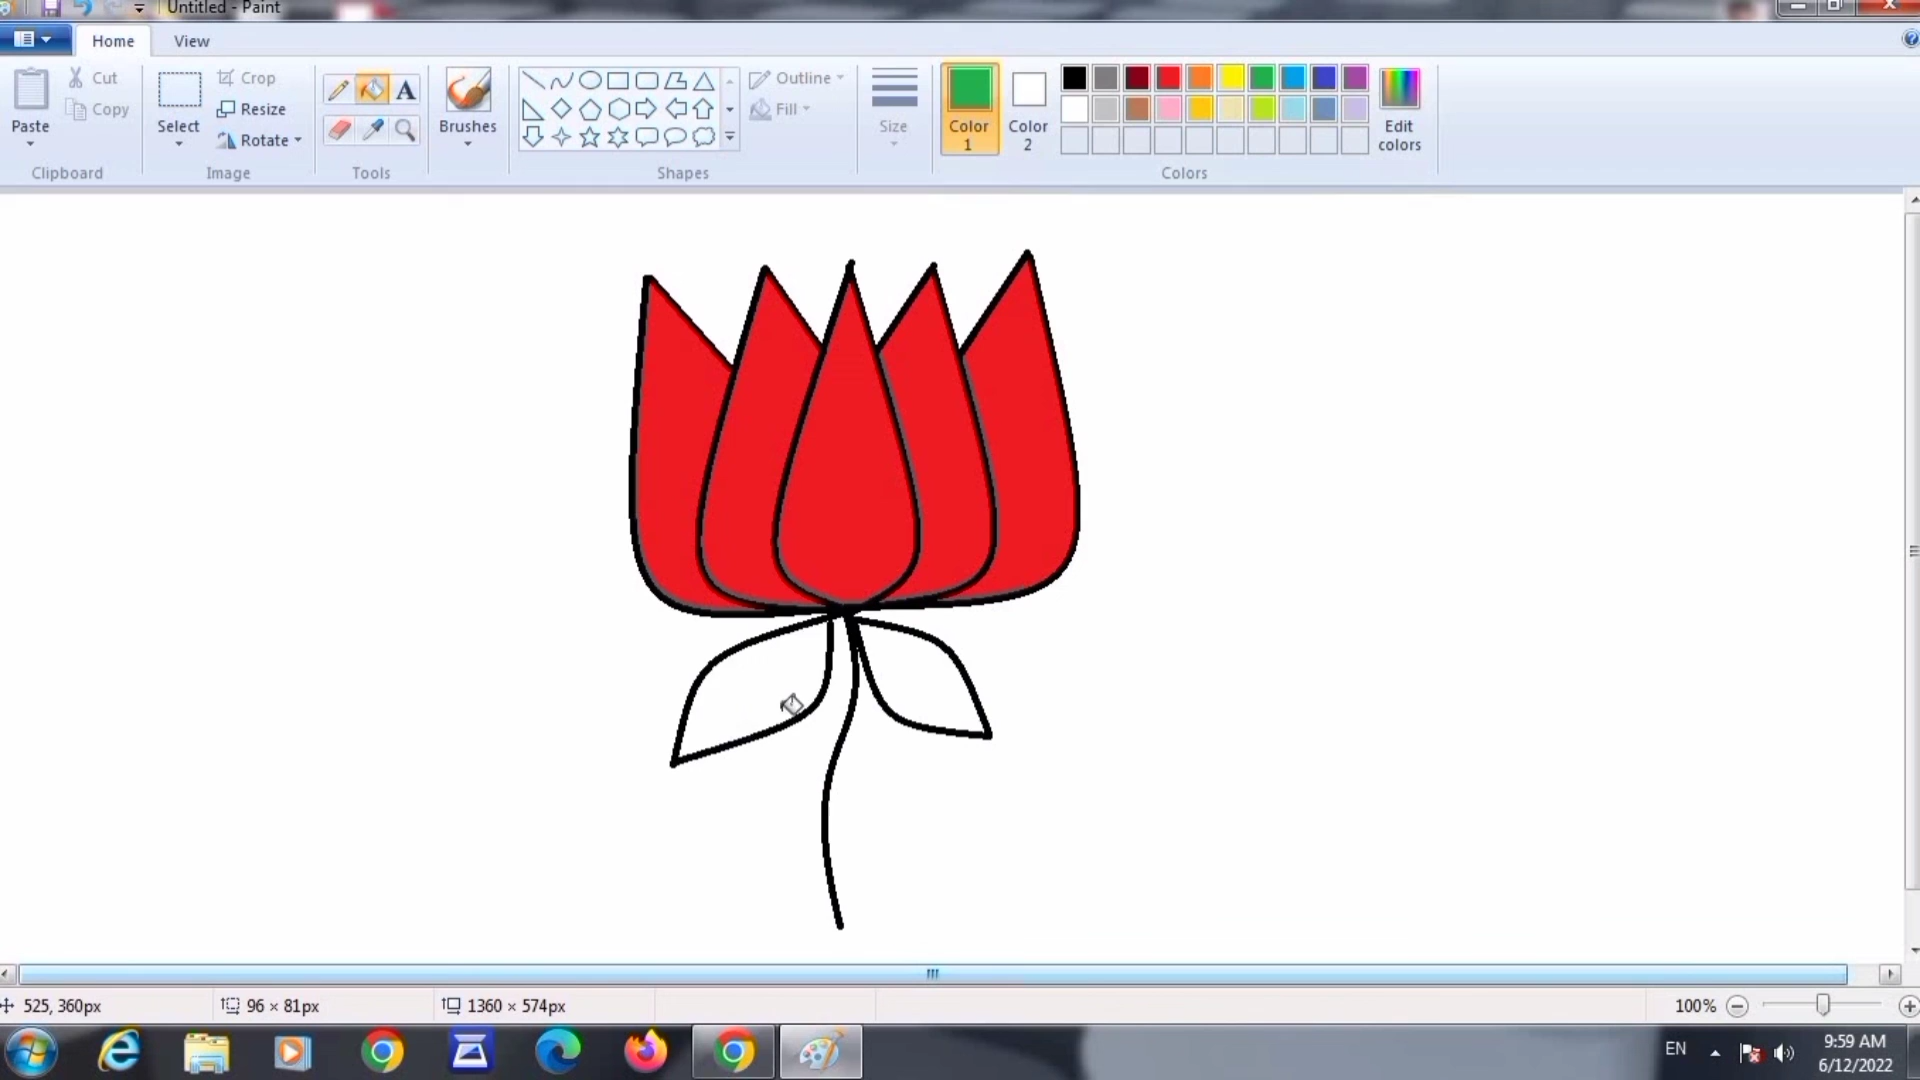 Untitled - Paint
Home View
Cut
Copy
Paste
Clipboard
Select
Crop
Resize
Rotate
Image
A
Tools
Brushes
Outline
Fill
Shapes
Size
Color
1
Color
2
Edit
colors
Colors
525, 360px
96 × 81px
1360 × 574px
100%
EN
9:59 AM
6/12/2022